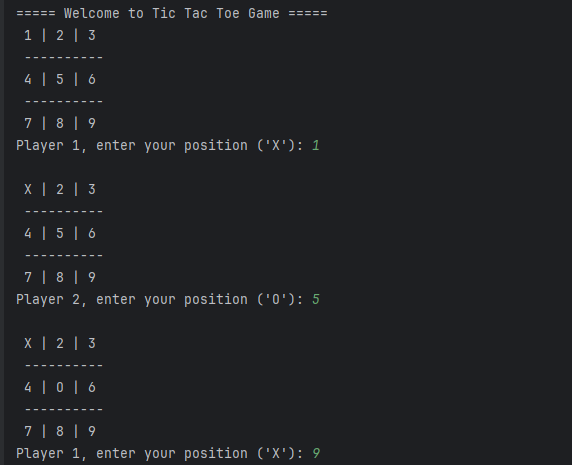 ===== Welcome to Tic Tac Toe Game =====
1 | 2 | 3
----------
4 | 5 | 6
----------
7 | 8 | 9
Player 1, enter your position ('X'): 1
X | 2 | 3
----------
4 | 5 | 6
----------
7 | 8 | 9
Player 2, enter your position ('O'): 5
X | 2 | 3
----------
4 | O | 6
----------
7 | 8 | 9
Player 1, enter your position ('X'): 9